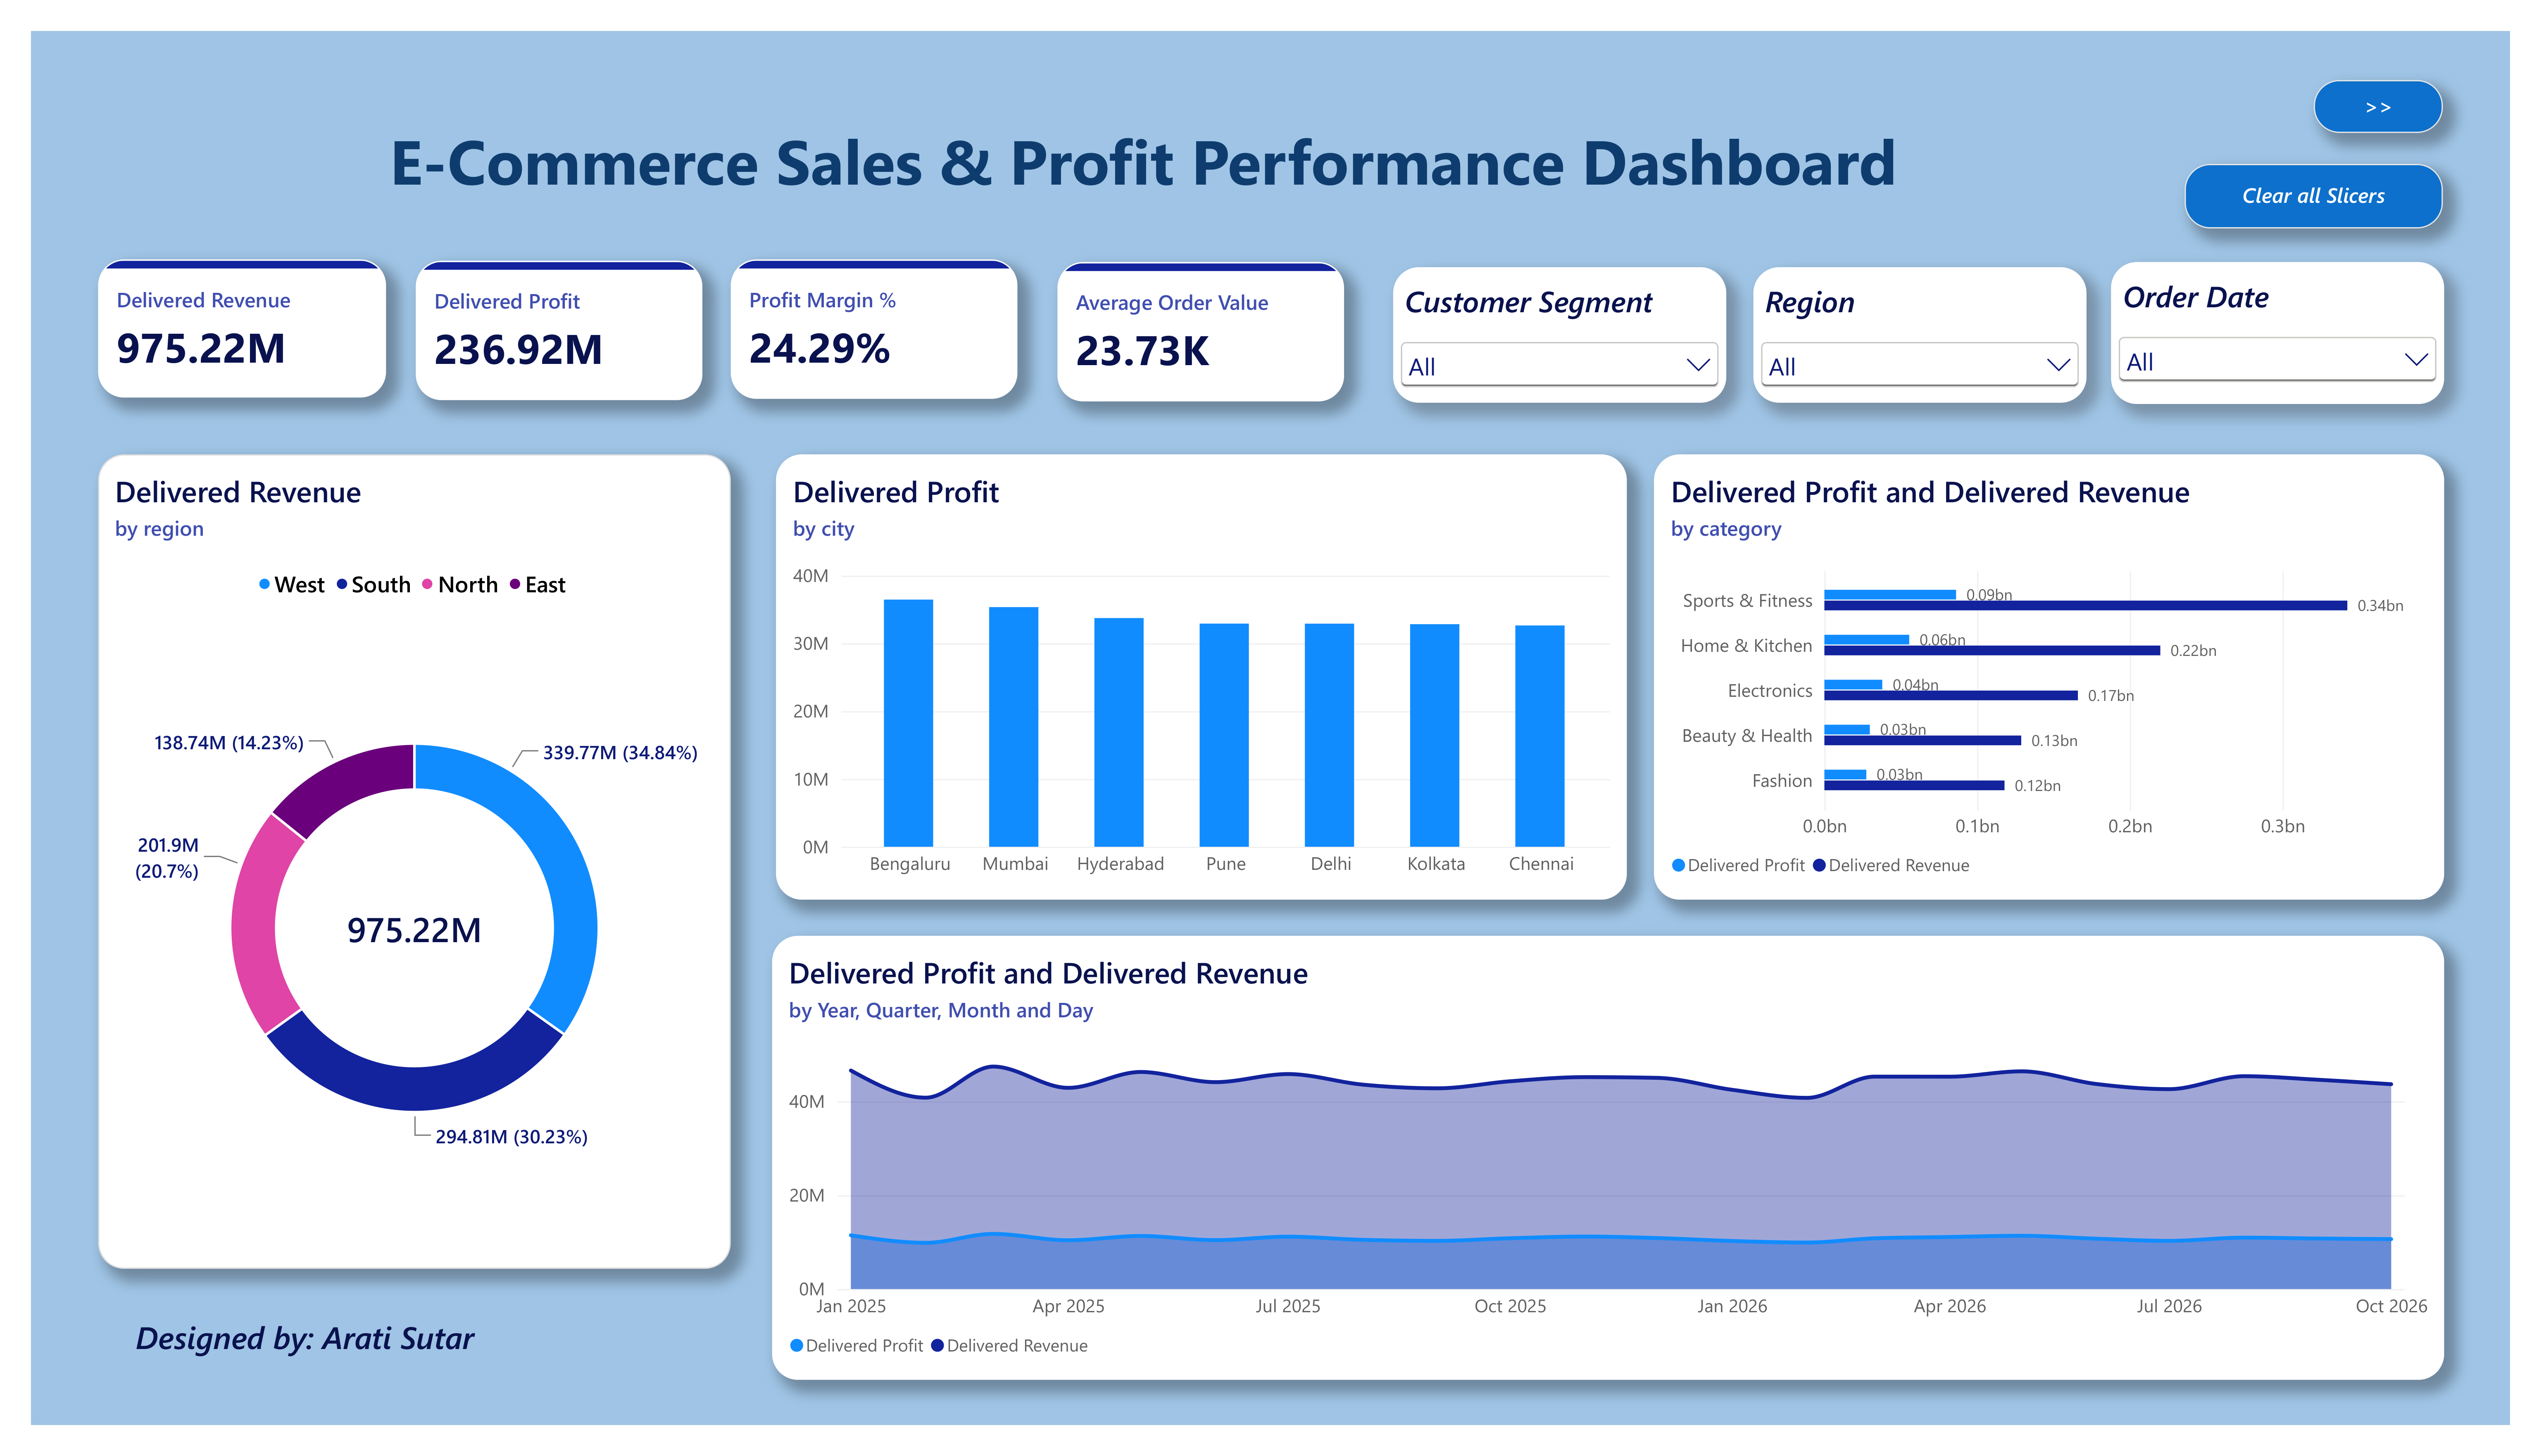 >>
E-Commerce Sales & Profit Performance Dashboard
Clear all Slicers
Delivered Revenue
975.22M
Delivered Profit
236.92M
Profit Margin %
24.29%
Average Order Value
23.73K
Customer Segment
All
Region
All
Order Date
All
Delivered Revenue
by region
West South North East
138.74M (14.23%)
339.77M (34.84%)
201.9M
(20.7%)
975.22M
294.81M (30.23%)
Delivered Profit
by city
40M
30M
20M
10M
0M
Bengaluru Mumbai Hyderabad Pune Delhi Kolkata Chennai
Delivered Profit and Delivered Revenue
by category
Sports & Fitness 0.09bn 0.34bn
Home & Kitchen 0.06bn 0.22bn
Electronics 0.04bn 0.17bn
Beauty & Health 0.03bn 0.13bn
Fashion 0.03bn 0.12bn
0.0bn 0.1bn 0.2bn 0.3bn
Delivered Profit Delivered Revenue
Delivered Profit and Delivered Revenue
by Year, Quarter, Month and Day
40M
20M
0M
Jan 2025 Apr 2025 Jul 2025 Oct 2025 Jan 2026 Apr 2026 Jul 2026 Oct 2026
Delivered Profit Delivered Revenue
Designed by: Arati Sutar